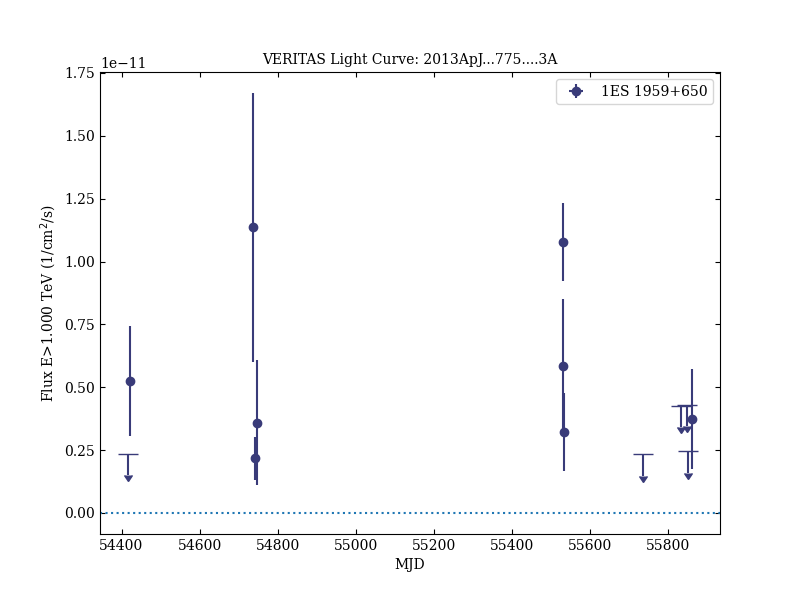 VERITAS Light Curve: 2013ApJ...775....3A
1e−11
1.75
1.50
1.25
1.00
0.75
0.50
0.25
0.00
Flux E>1.000 TeV (1/cm²/s)
1ES 1959+650
54400 54600 54800 55000 55200 55400 55600 55800
MJD